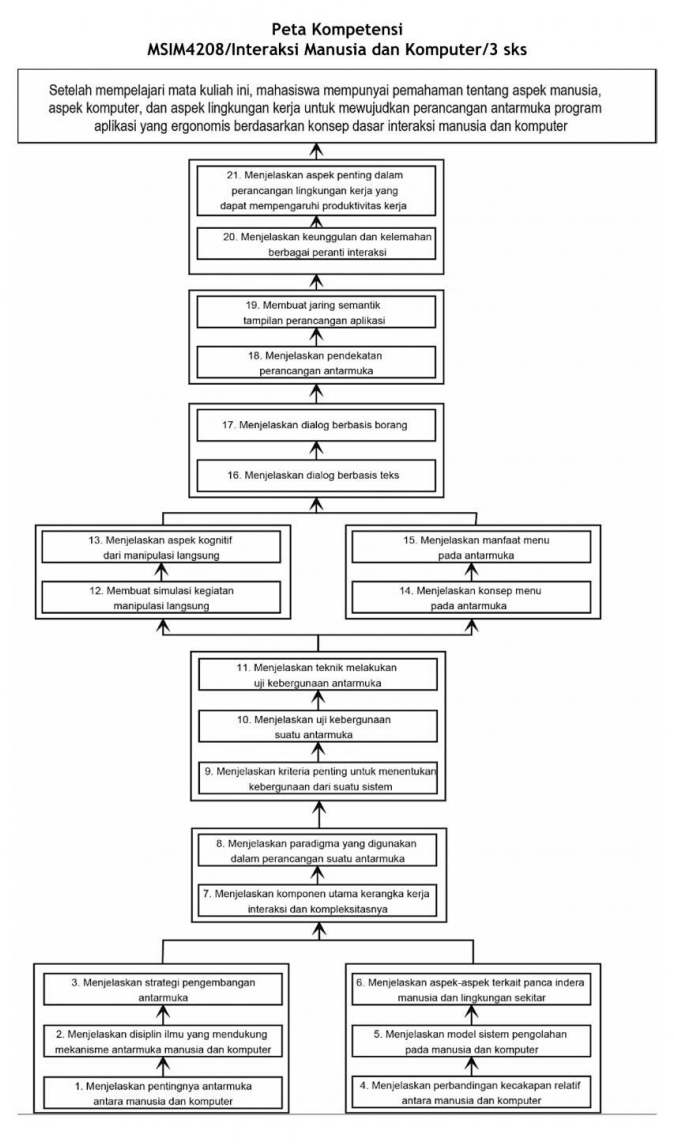 Peta Kompetensi
MSIM4208/Interaksi Manusia dan Komputer/3 sks
Setelah mempelajari mata kuliah ini, mahasiswa mempunyai pemahaman tentang aspek manusia,
aspek komputer, dan aspek lingkungan kerja untuk mewujudkan perancangan antarmuka program
aplikasi yang ergonomis berdasarkan konsep dasar interaksi manusia dan komputer
21. Menjelaskan aspek penting dalam
perancangan lingkungan kerja yang
dapat mempengaruhi produktivitas kerja
20. Menjelaskan keunggulan dan kelemahan
berbagai peranti interaksi
19. Membuat jaring semantik
tampilan perancangan aplikasi
18. Menjelaskan pendekatan
perancangan antarmuka
17. Menjelaskan dialog berbasis borang
16. Menjelaskan dialog berbasis teks
13. Menjelaskan aspek kognitif
dari manipulasi langsung
12. Membuat simulasi kegiatan
manipulasi langsung
15. Menjelaskan manfaat menu
pada antarmuka
14. Menjelaskan konsep menu
pada antarmuka
11. Menjelaskan teknik melakukan
uji kebergunaan antarmuka
10. Menjelaskan uji kebergunaan
suatu antarmuka
9. Menjelaskan kriteria penting untuk menentukan
kebergunaan dari suatu sistem
8. Menjelaskan paradigma yang digunakan
dalam perancangan suatu antarmuka
7. Menjelaskan komponen utama kerangka kerja
interaksi dan kompleksitasnya
3. Menjelaskan strategi pengembangan
antarmuka
2. Menjelaskan disiplin ilmu yang mendukung
mekanisme antarmuka manusia dan komputer
1. Menjelaskan pentingnya antarmuka
antara manusia dan komputer
6. Menjelaskan aspek-aspek terkait panca indera
manusia dan lingkungan sekitar
5. Menjelaskan model sistem pengolahan
pada manusia dan komputer
4. Menjelaskan perbandingan kecakapan relatif
antara manusia dan komputer